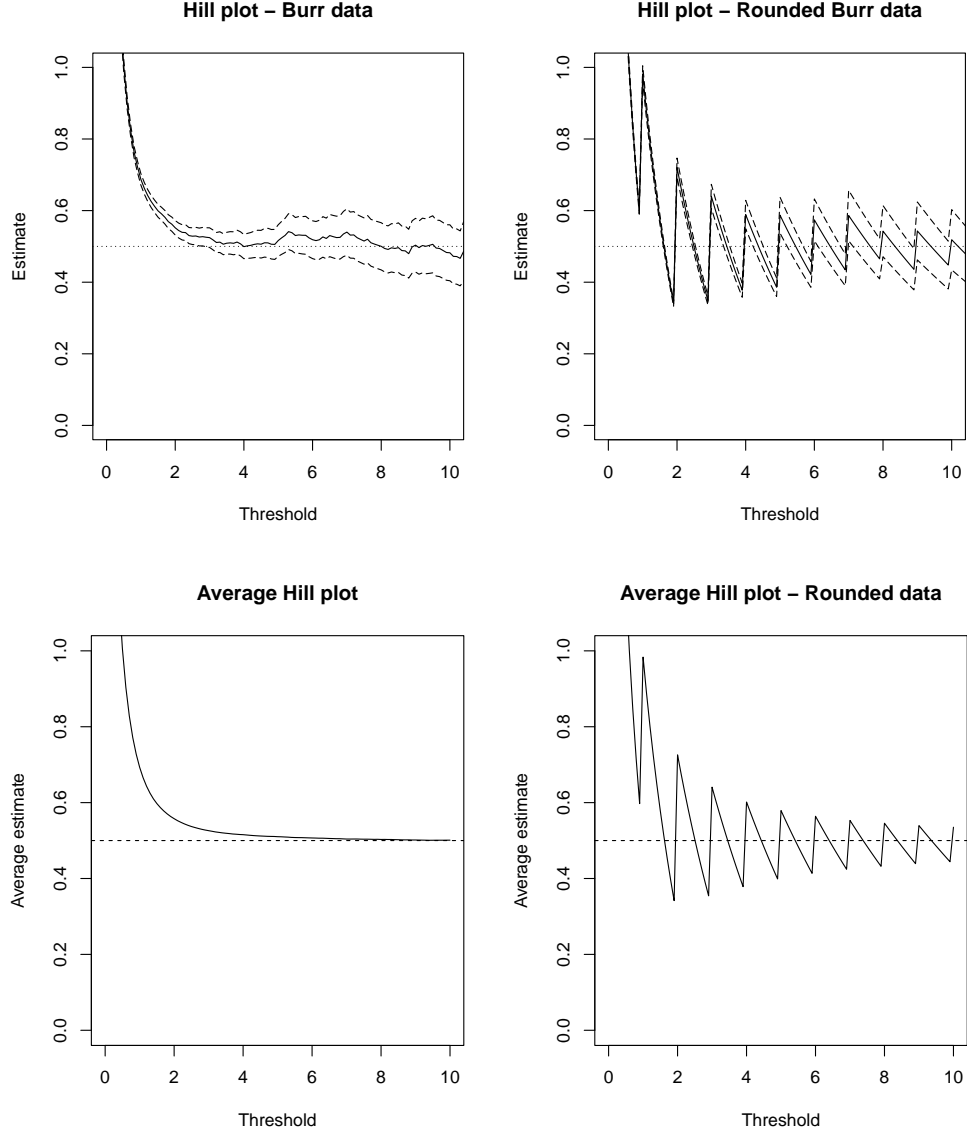 Hill plot – Burr data
Estimate
0.0 0.2 0.4 0.6 0.8 1.0
0 2 4 6 8 10
Threshold
Hill plot – Rounded Burr data
Estimate
0.0 0.2 0.4 0.6 0.8 1.0
0 2 4 6 8 10
Threshold
Average Hill plot
Average estimate
0.0 0.2 0.4 0.6 0.8 1.0
0 2 4 6 8 10
Threshold
Average Hill plot – Rounded data
Average estimate
0.0 0.2 0.4 0.6 0.8 1.0
0 2 4 6 8 10
Threshold